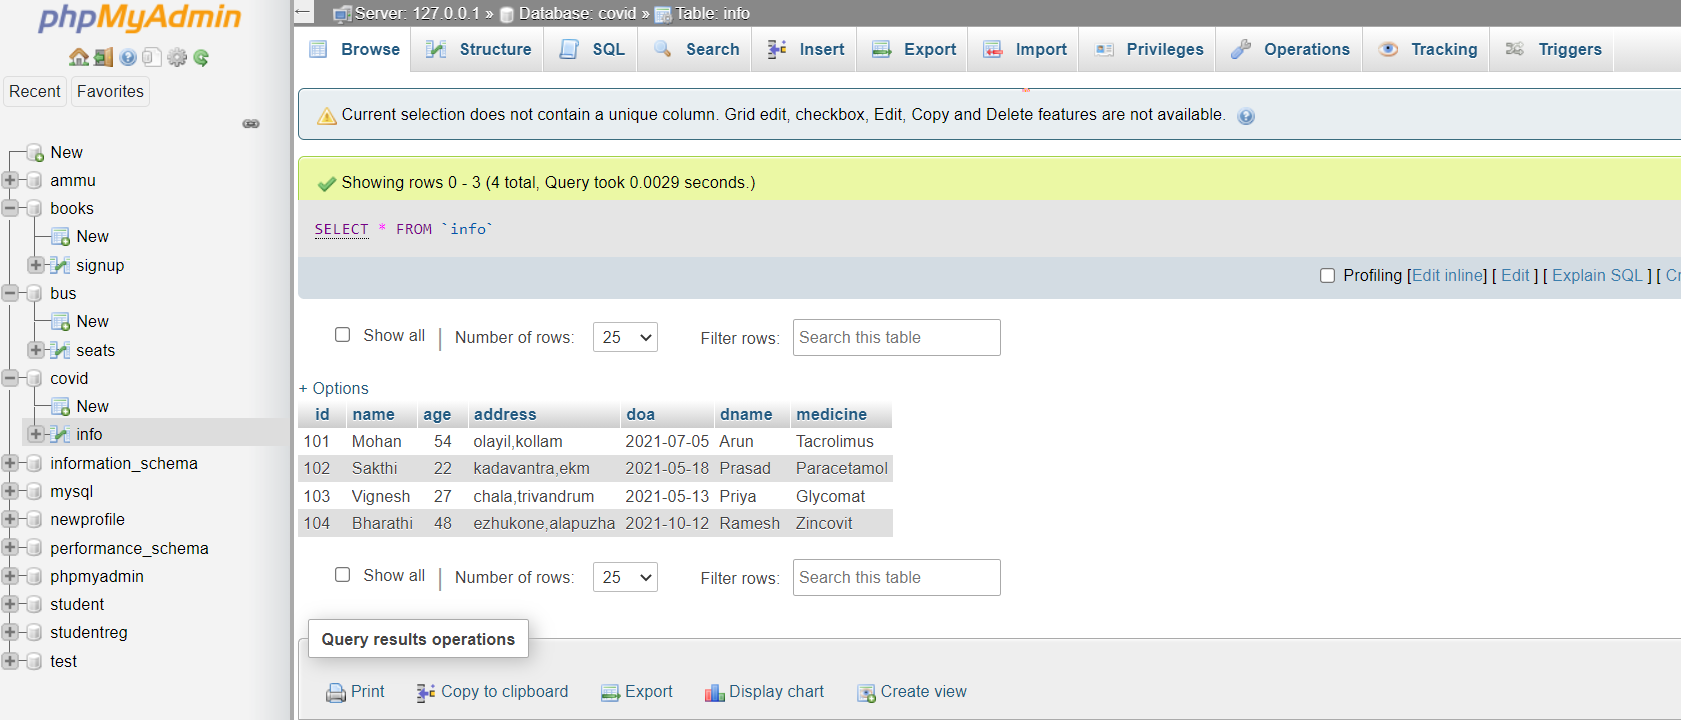 phpMyAdmin
Recent Favorites
New
ammu
books
New
signup
bus
New
seats
covid
New
info
information_schema
mysql
newprofile
performance_schema
phpmyadmin
student
studentreg
test
Server: 127.0.0.1 » Database: covid » Table: info
Browse Structure SQL Search Insert Export Import Privileges Operations Tracking Triggers
Current selection does not contain a unique column. Grid edit, checkbox, Edit, Copy and Delete features are not available.
Showing rows 0 - 3 (4 total, Query took 0.0029 seconds.)
SELECT * FROM `info`
Profiling [Edit inline] [ Edit ] [ Explain SQL ] [ Cr
Show all | Number of rows: 25 Filter rows: Search this table
+ Options
id name age address doa dname medicine
101 Mohan 54 olayil,kollam 2021-07-05 Arun Tacrolimus
102 Sakthi 22 kadavantra,ekm 2021-05-18 Prasad Paracetamol
103 Vignesh 27 chala,trivandrum 2021-05-13 Priya Glycomat
104 Bharathi 48 ezhukone,alapuzha 2021-10-12 Ramesh Zincovit
Show all | Number of rows: 25 Filter rows: Search this table
Query results operations
Print Copy to clipboard Export Display chart Create view